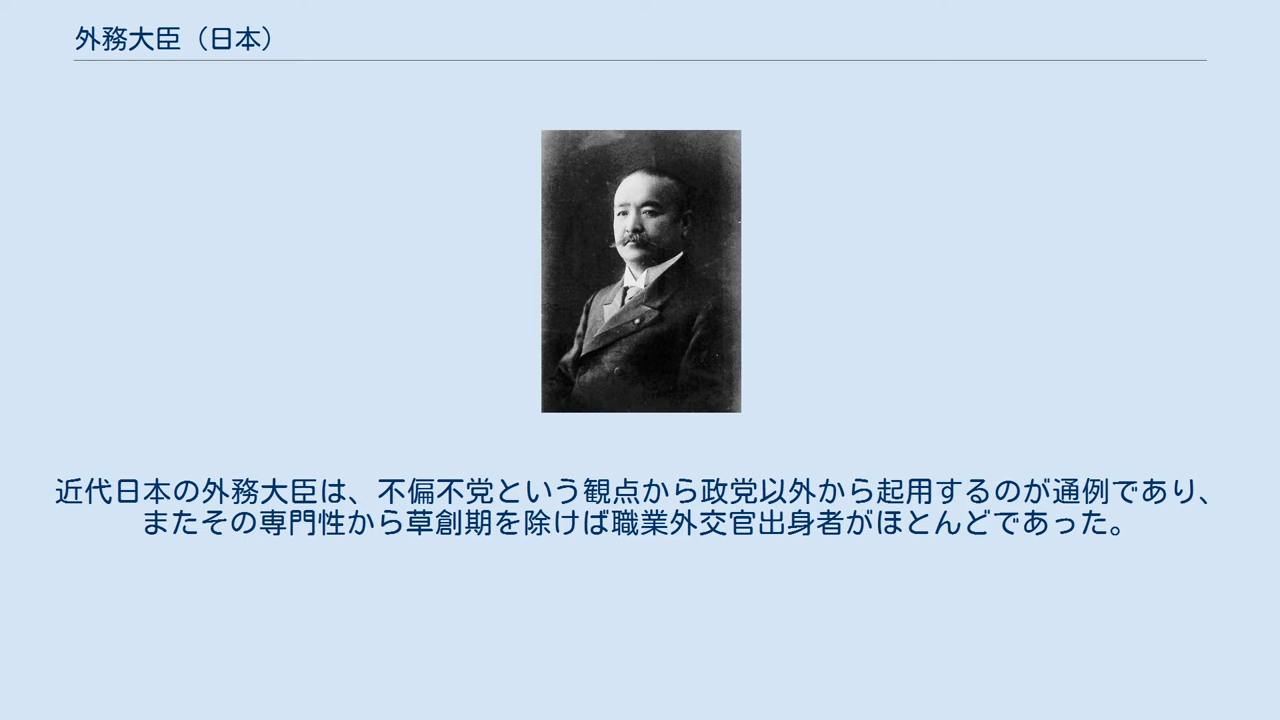 外務大臣（日本）
近代日本の外務大臣は、不偏不党という観点から政党以外から起用するのが通例であり、
またその専門性から草創期を除けば職業外交官出身者がほとんどであった。